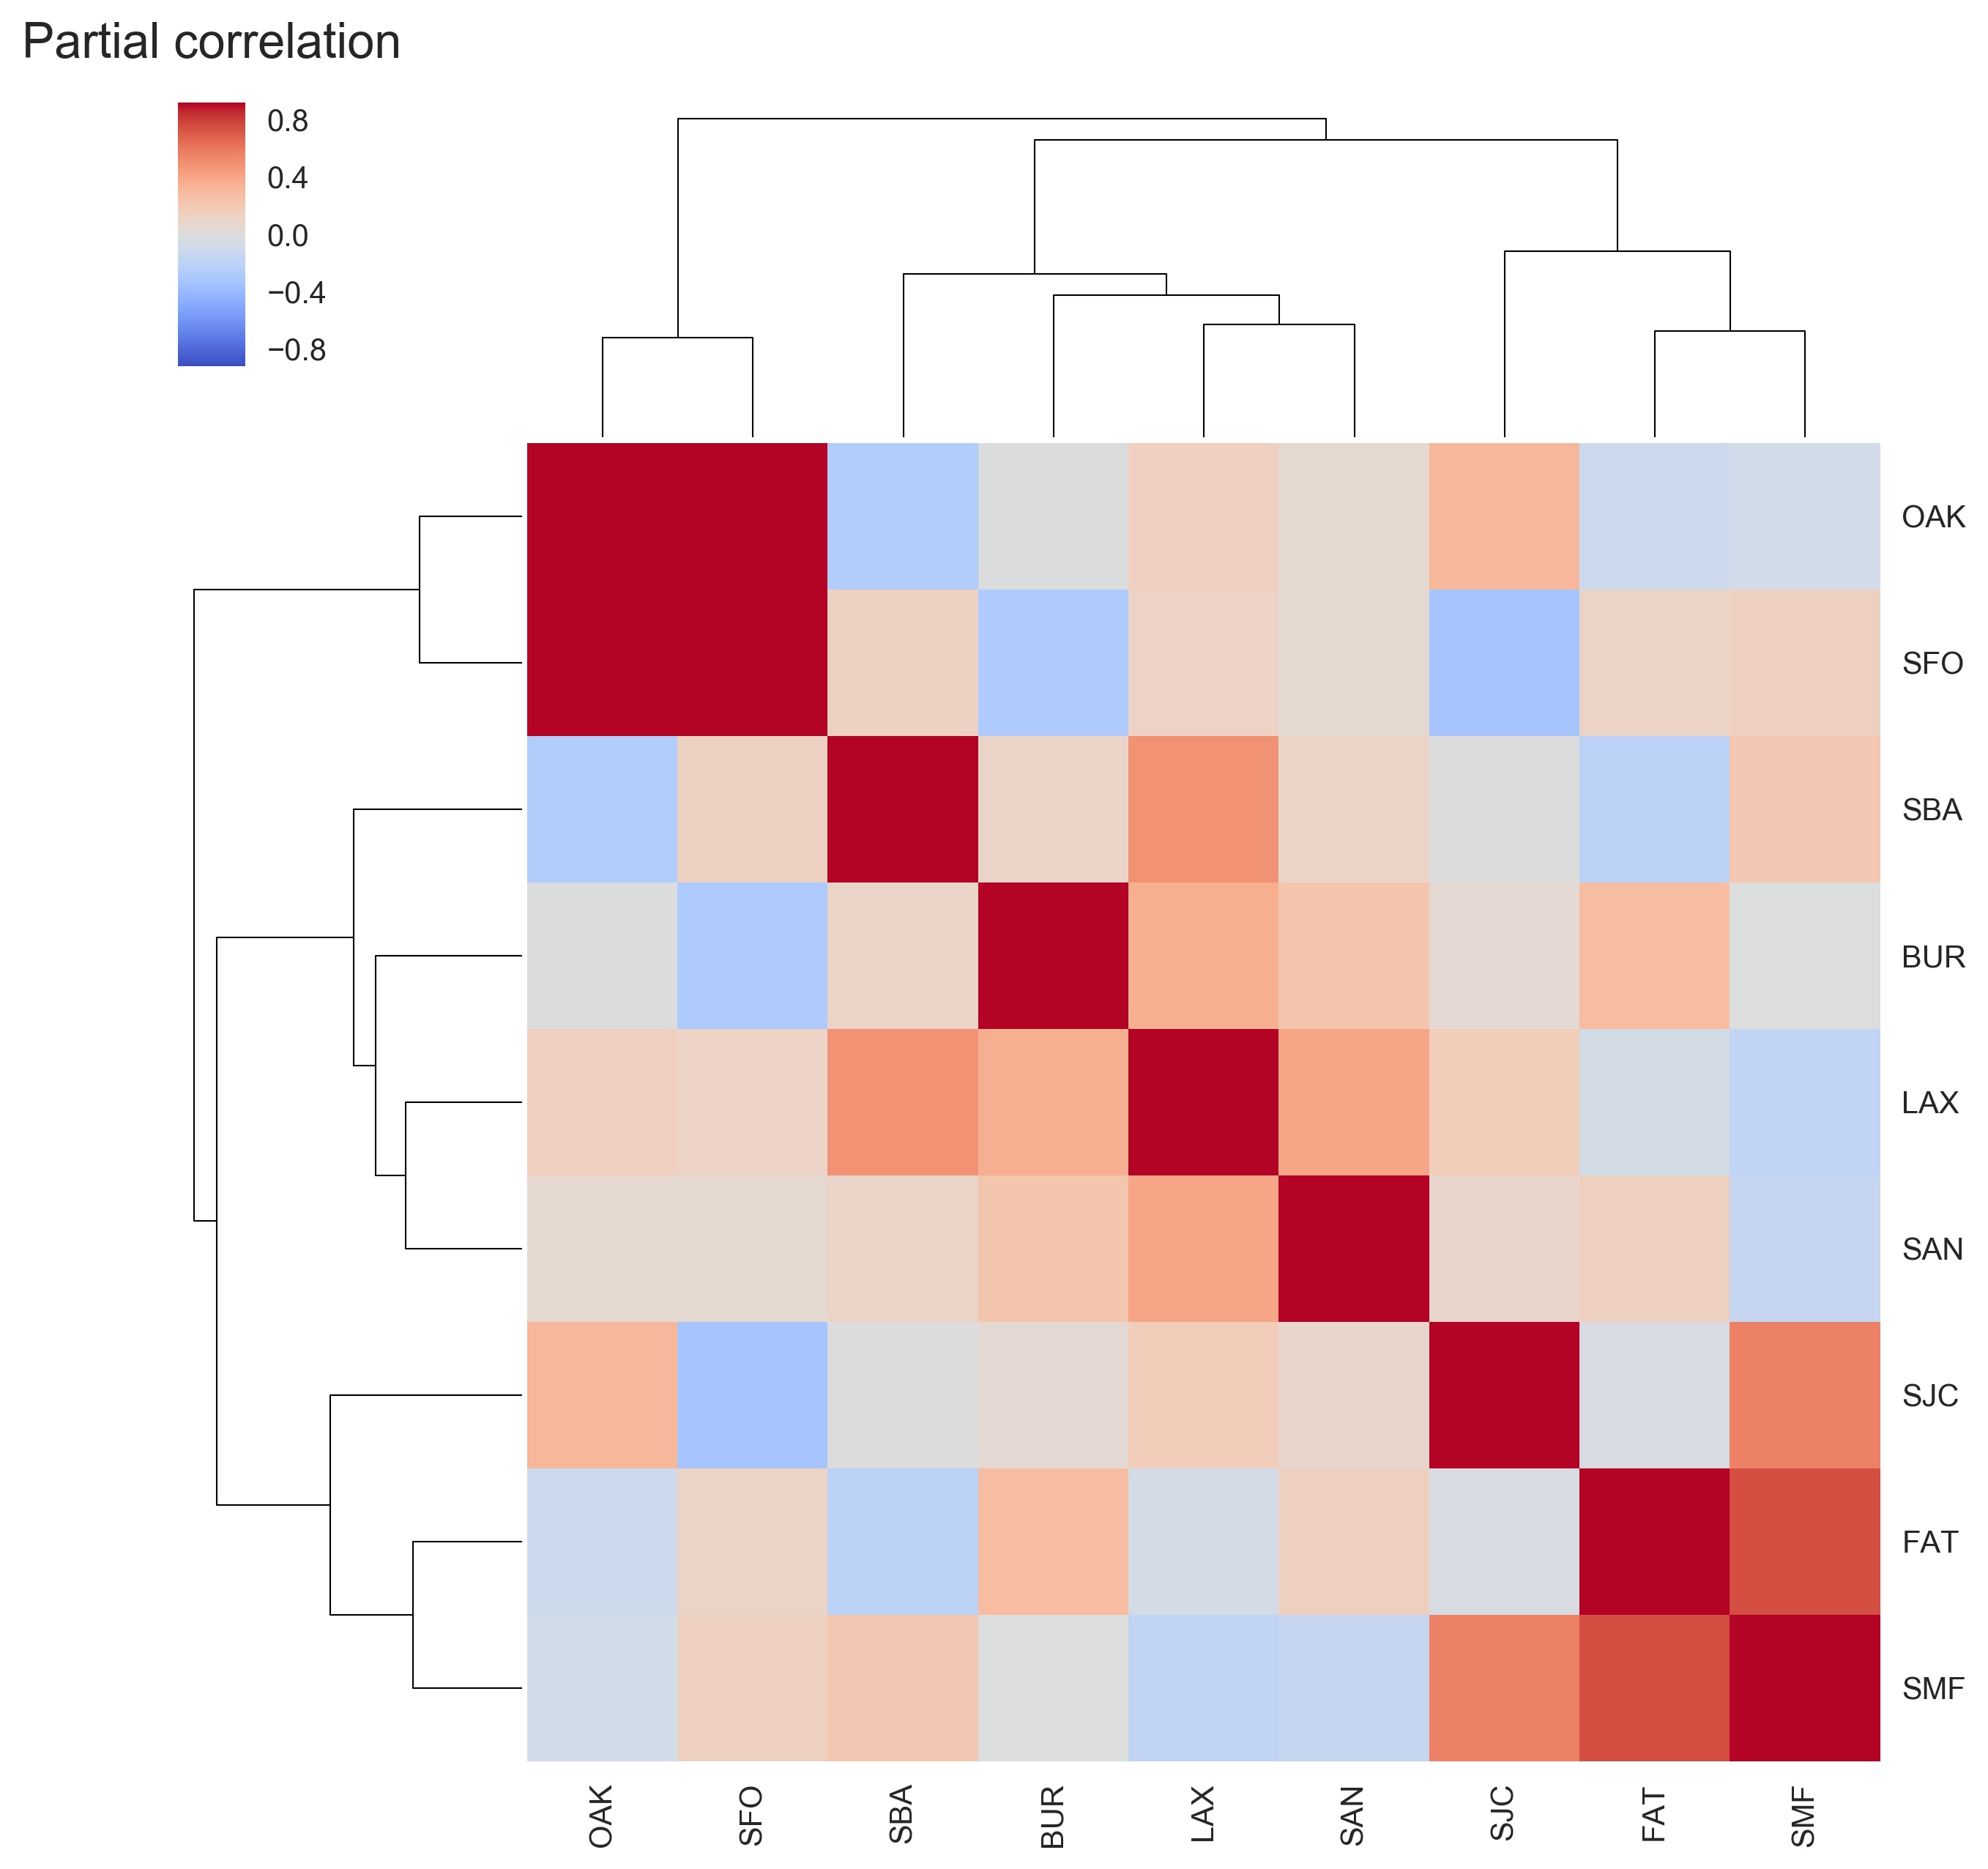 Partial correlation
0.8
0.4
0.0
−0.4
−0.8
OAK
SFO
SBA
BUR
LAX
SAN
SJC
FAT
SMF
OAK
SFO
SBA
BUR
LAX
SAN
SJC
FAT
SMF